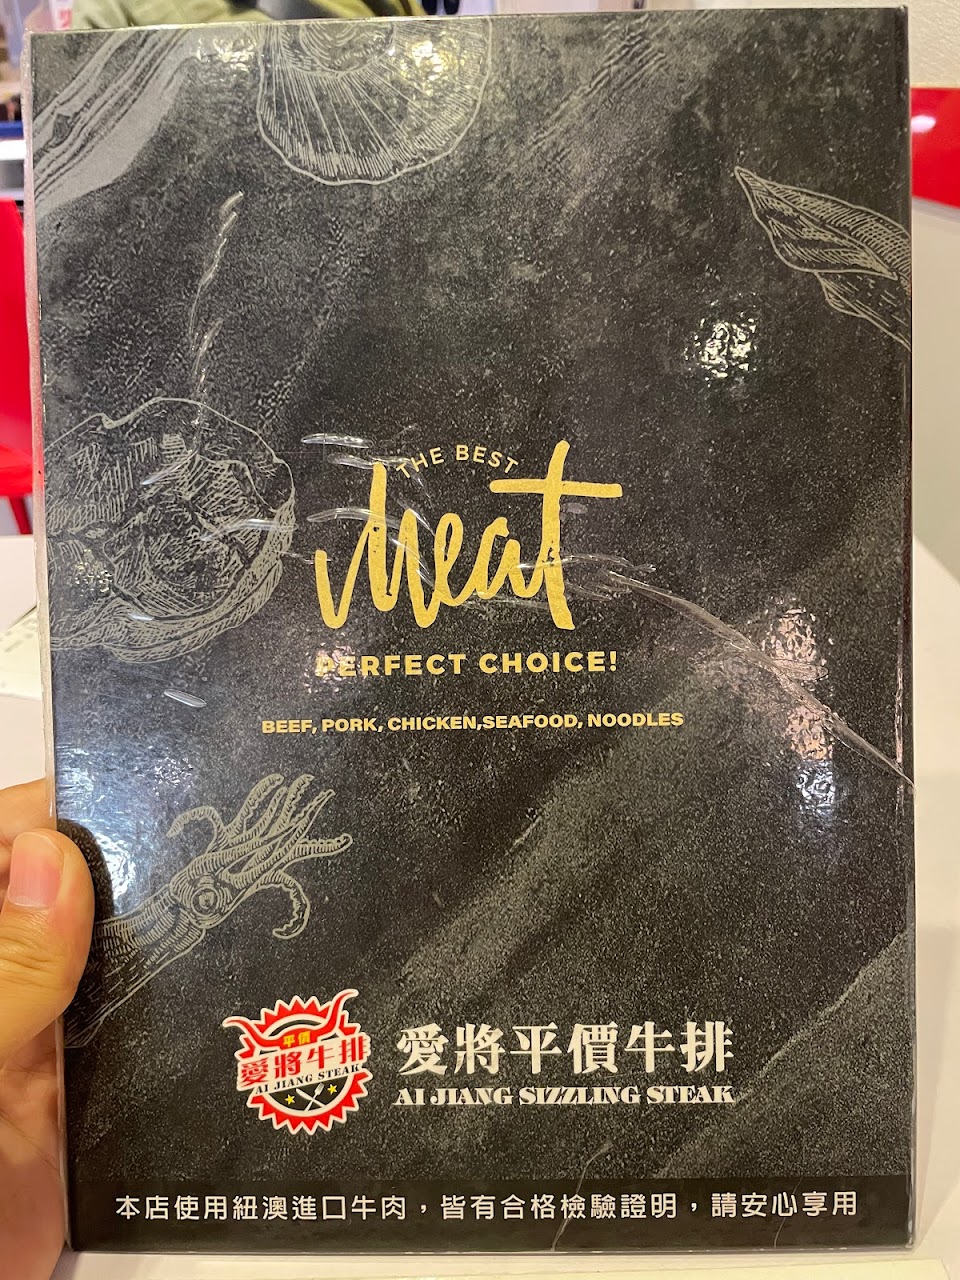 THE BEST
Meat
PERFECT CHOICE!
BEEF, PORK, CHICKEN,SEAFOOD, NOODLES
平價
愛將牛排
AI JIANG STEAK
愛將平價牛排
AI JIANG SIZZLING STEAK
本店使用紐澳進口牛肉，皆有合格檢驗證明，請安心享用